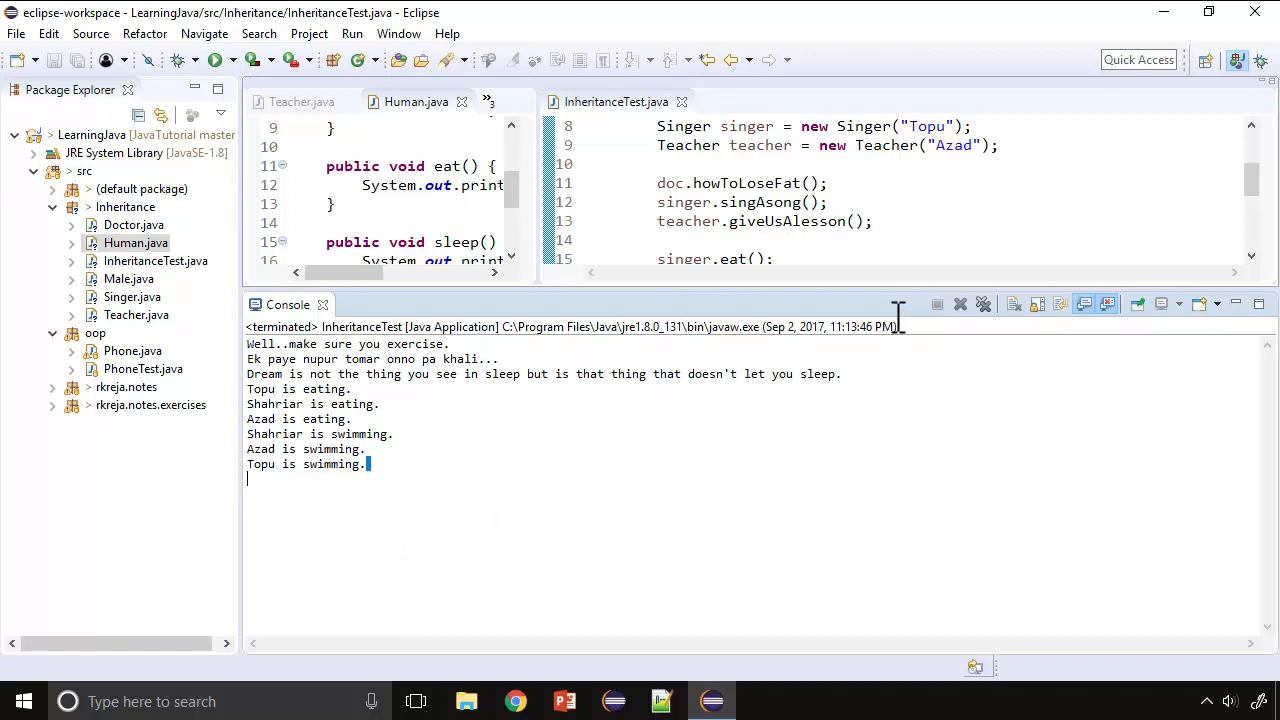 eclipse-workspace - LearningJava/src/Inheritance/InheritanceTest.java - Eclipse
File Edit Source Refactor Navigate Search Project Run Window Help
Quick Access
Package Explorer
LearningJava [JavaTutorial master
JRE System Library [JavaSE-1.8]
src
> (default package)
Inheritance
> Doctor.java
> Human.java
> InheritanceTest.java
> Male.java
> Singer.java
> Teacher.java
oop
> Phone.java
> PhoneTest.java
> rkreja.notes
> rkreja.notes.exercises
Teacher.java
Human.java
»3
9 }
10
11 public void eat() {
12 System.out.print
13 }
14
15 public void sleep()
16 System.out.print
InheritanceTest.java
8 Singer singer = new Singer("Topu");
9 Teacher teacher = new Teacher("Azad");
10
11 doc.howToLoseFat();
12 singer.singAsong();
13 teacher.giveUsAlesson();
14
15 singer.eat();
Console
<terminated> InheritanceTest [Java Application] C:\Program Files\Java\jre1.8.0_131\bin\javaw.exe (Sep 2, 2017, 11:13:46 PM)
Well..make sure you exercise.
Ek paye nupur tomar onno pa khali...
Dream is not the thing you see in sleep but is that thing that doesn't let you sleep.
Topu is eating.
Shahriar is eating.
Azad is eating.
Shahriar is swimming.
Azad is swimming.
Topu is swimming.
Type here to search